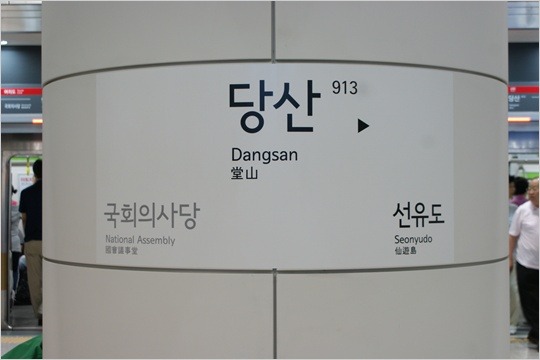 당산 913
▶
Dangsan
堂山
국회의사당
National Assembly
國會議事堂
선유도
Seonyudo
仙遊島